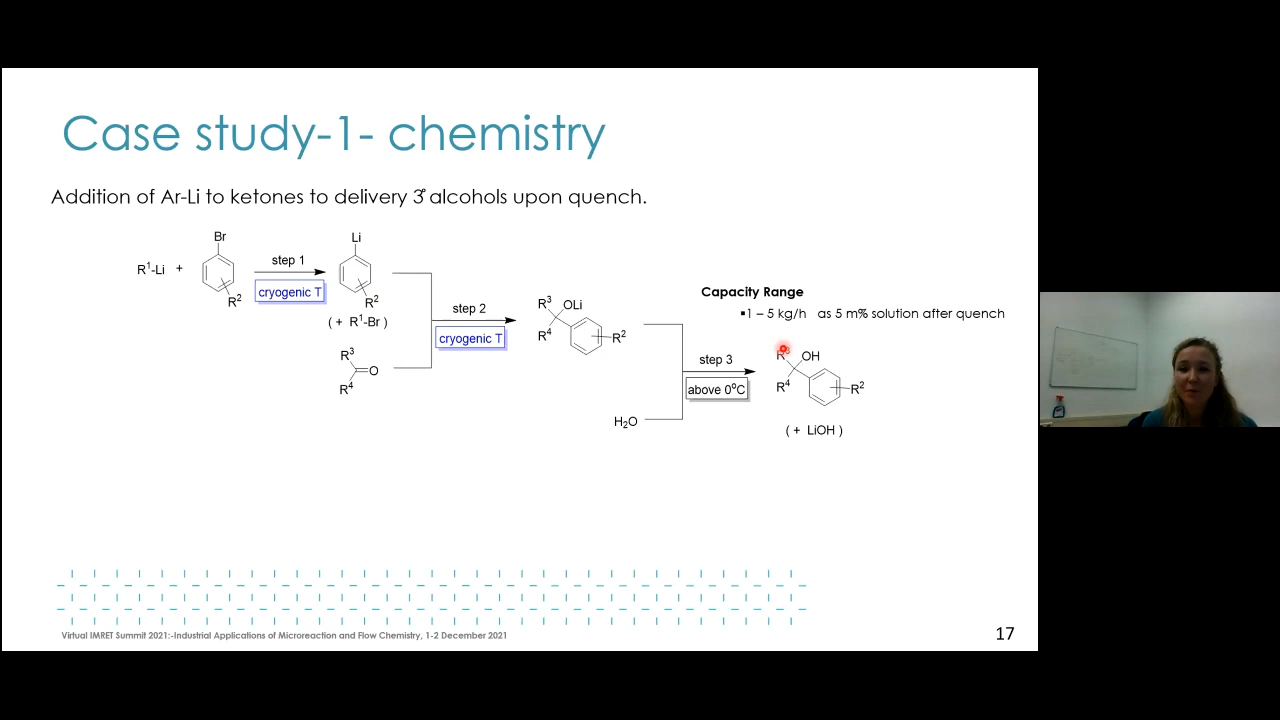 Case study-1- chemistry
Addition of Ar-Li to ketones to delivery 3° alcohols upon quench.
R¹-Li +
Br
R²
step 1
cryogenic T
Li
R²
( + R¹-Br )
R³
R⁴
O
step 2
cryogenic T
R³
OLi
R⁴
R²
H₂O
step 3
above 0°C
Capacity Range
▪1 – 5 kg/h as 5 m% solution after quench
R³
OH
R⁴
R²
( + LiOH )
Virtual IMRET Summit 2021:-Industrial Applications of Microreaction and Flow Chemistry, 1-2 December 2021
17